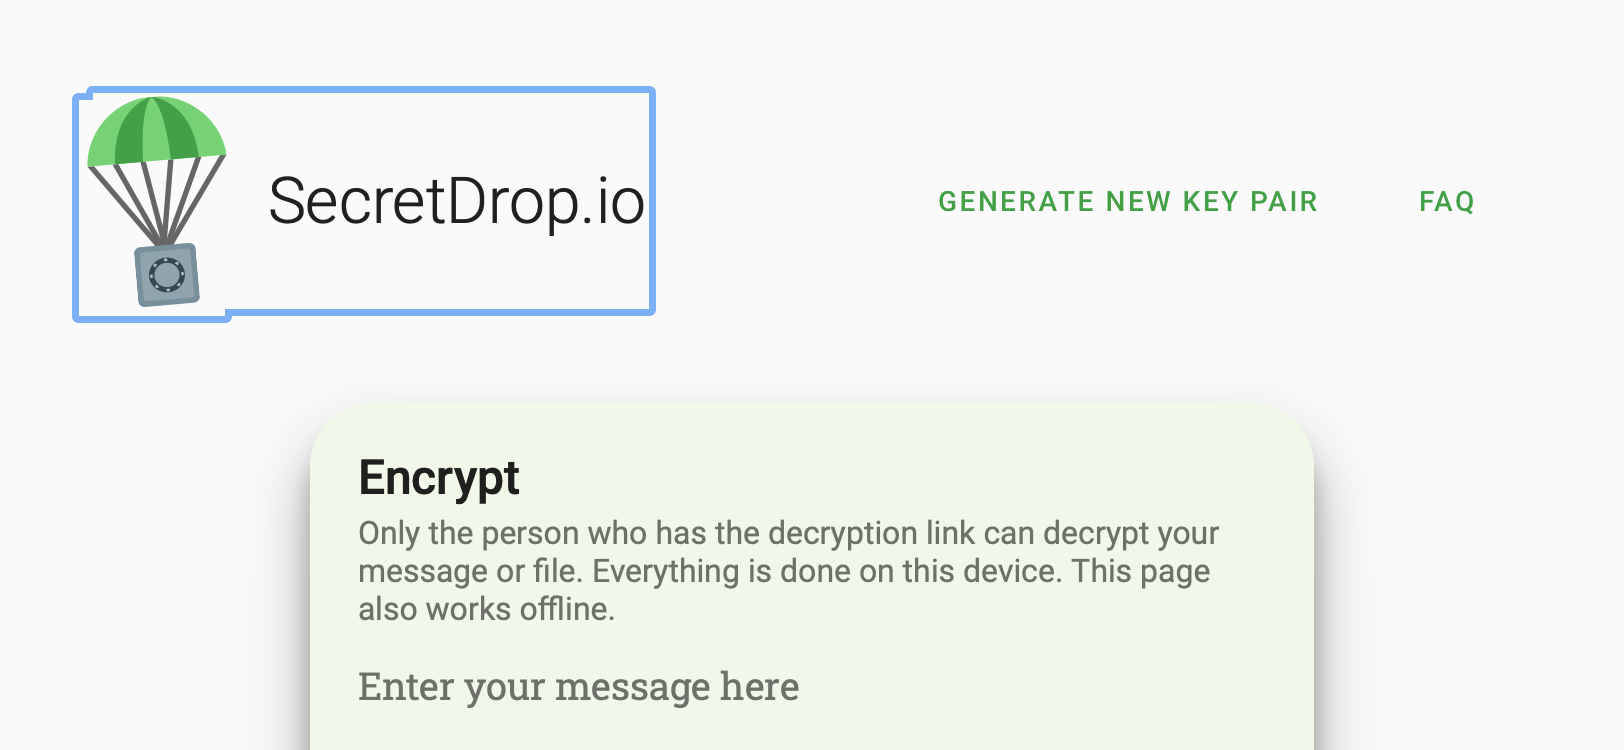 SecretDrop.io
GENERATE NEW KEY PAIR
FAQ
Encrypt
Only the person who has the decryption link can decrypt your
message or file. Everything is done on this device. This page
also works offline.
Enter your message here